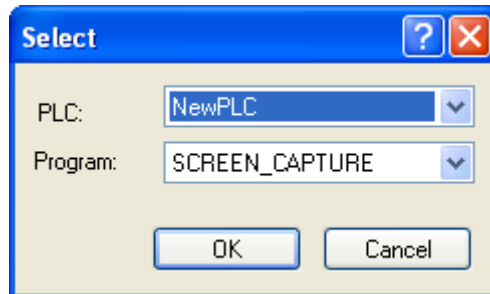 Select
?
PLC: NewPLC
Program: SCREEN_CAPTURE
OK Cancel